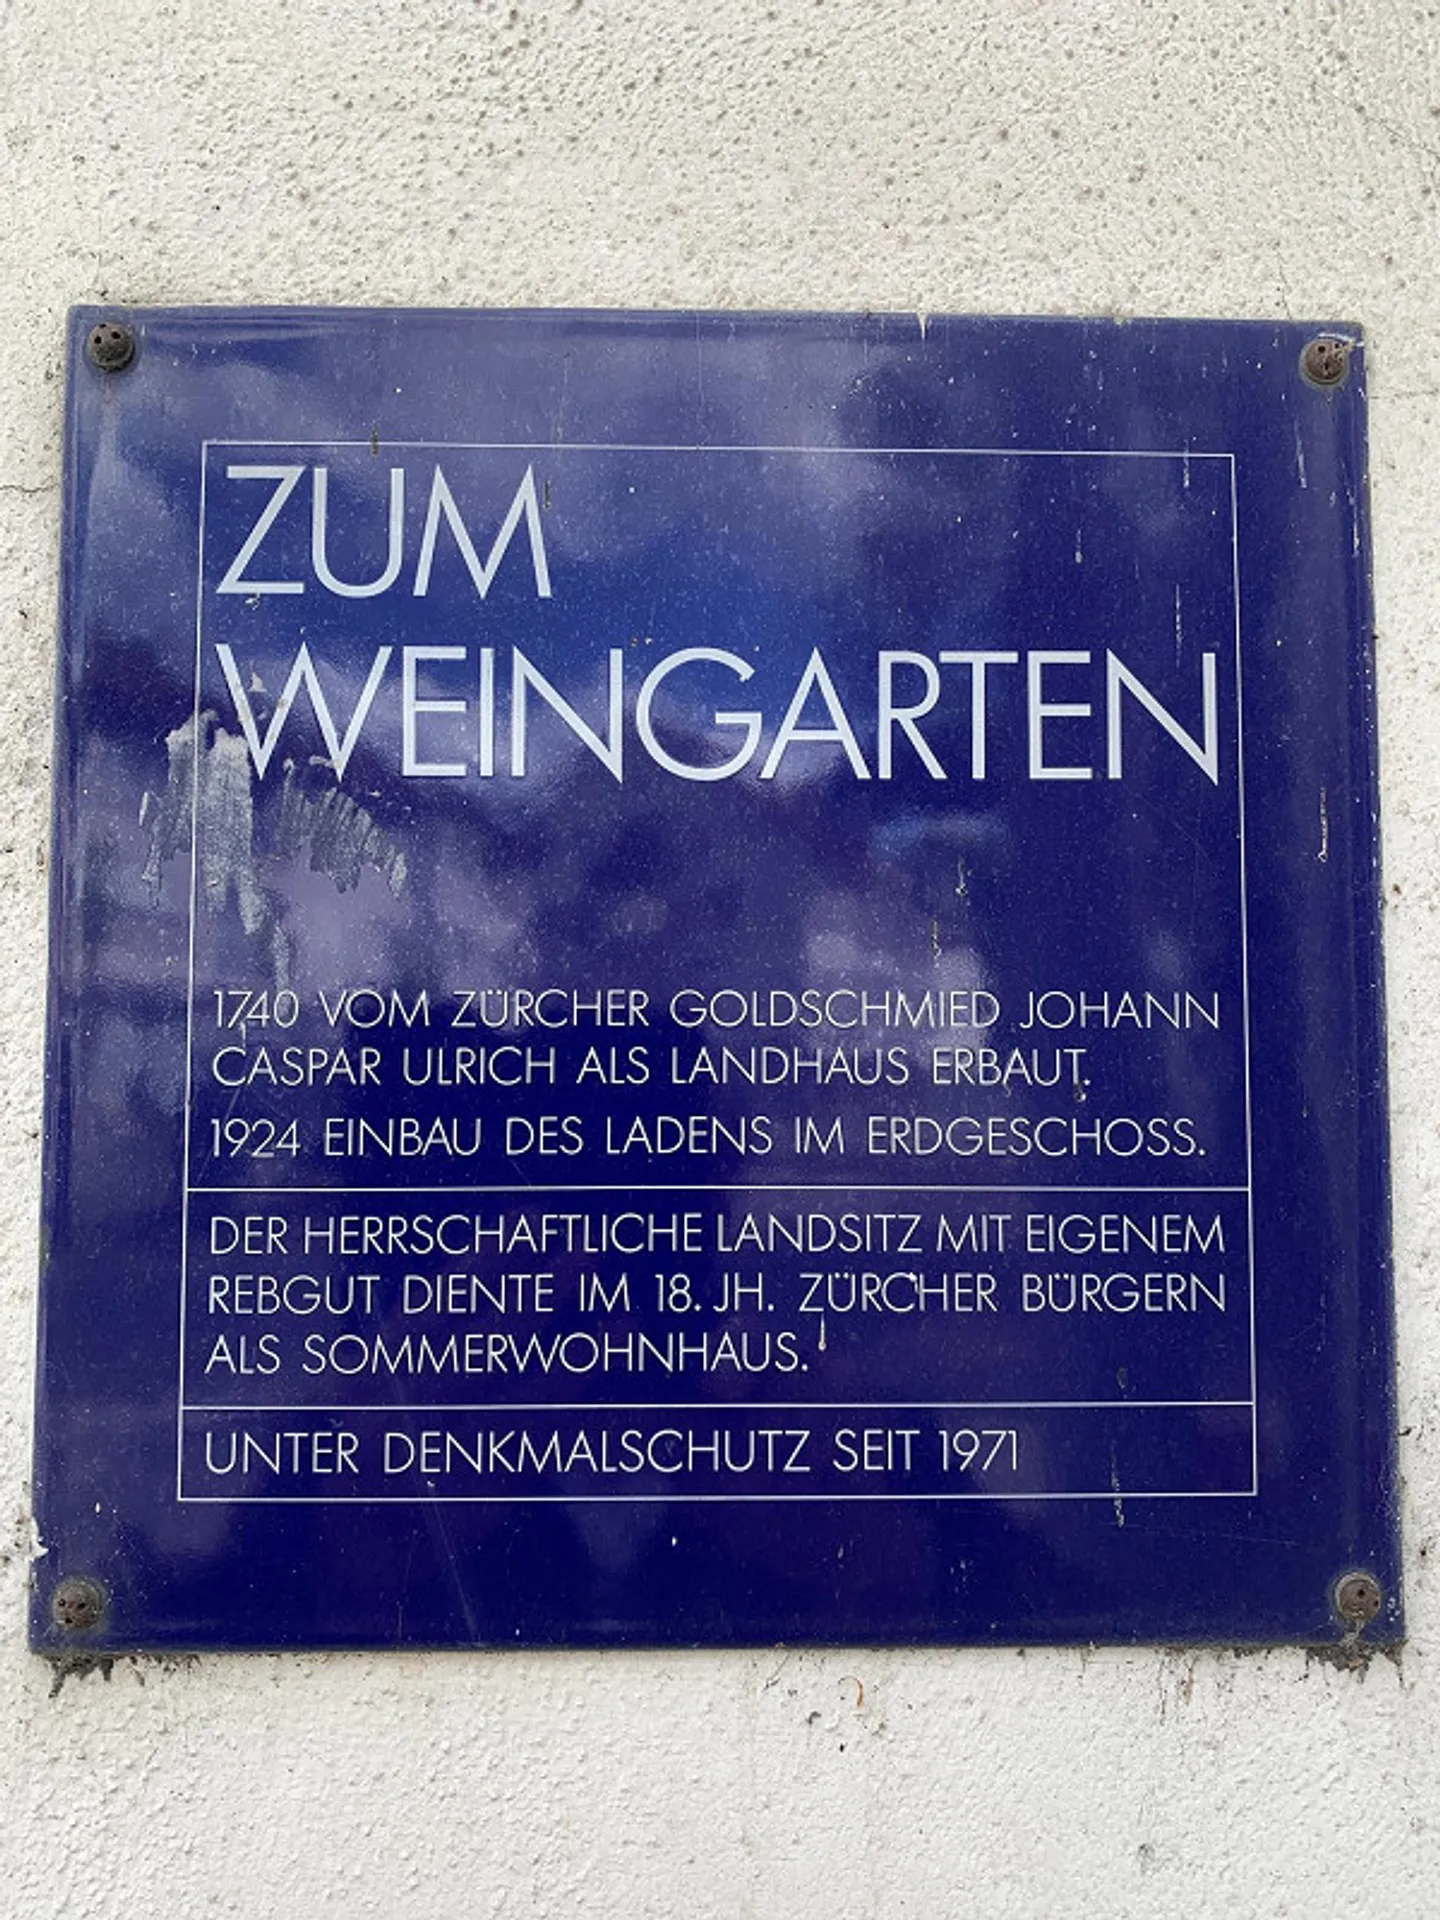 ZUM
WEINGARTEN
1740 VOM ZÜRCHER GOLDSCHMIED JOHANN
CASPAR ULRICH ALS LANDHAUS ERBAUT.
1924 EINBAU DES LADENS IM ERDGESCHOSS.
DER HERRSCHAFTLICHE LANDSITZ MIT EIGENEM
REBGUT DIENTE IM 18. JH. ZÜRCHER BÜRGERN
ALS SOMMERWOHNHAUS.
UNTER DENKMALSCHUTZ SEIT 1971